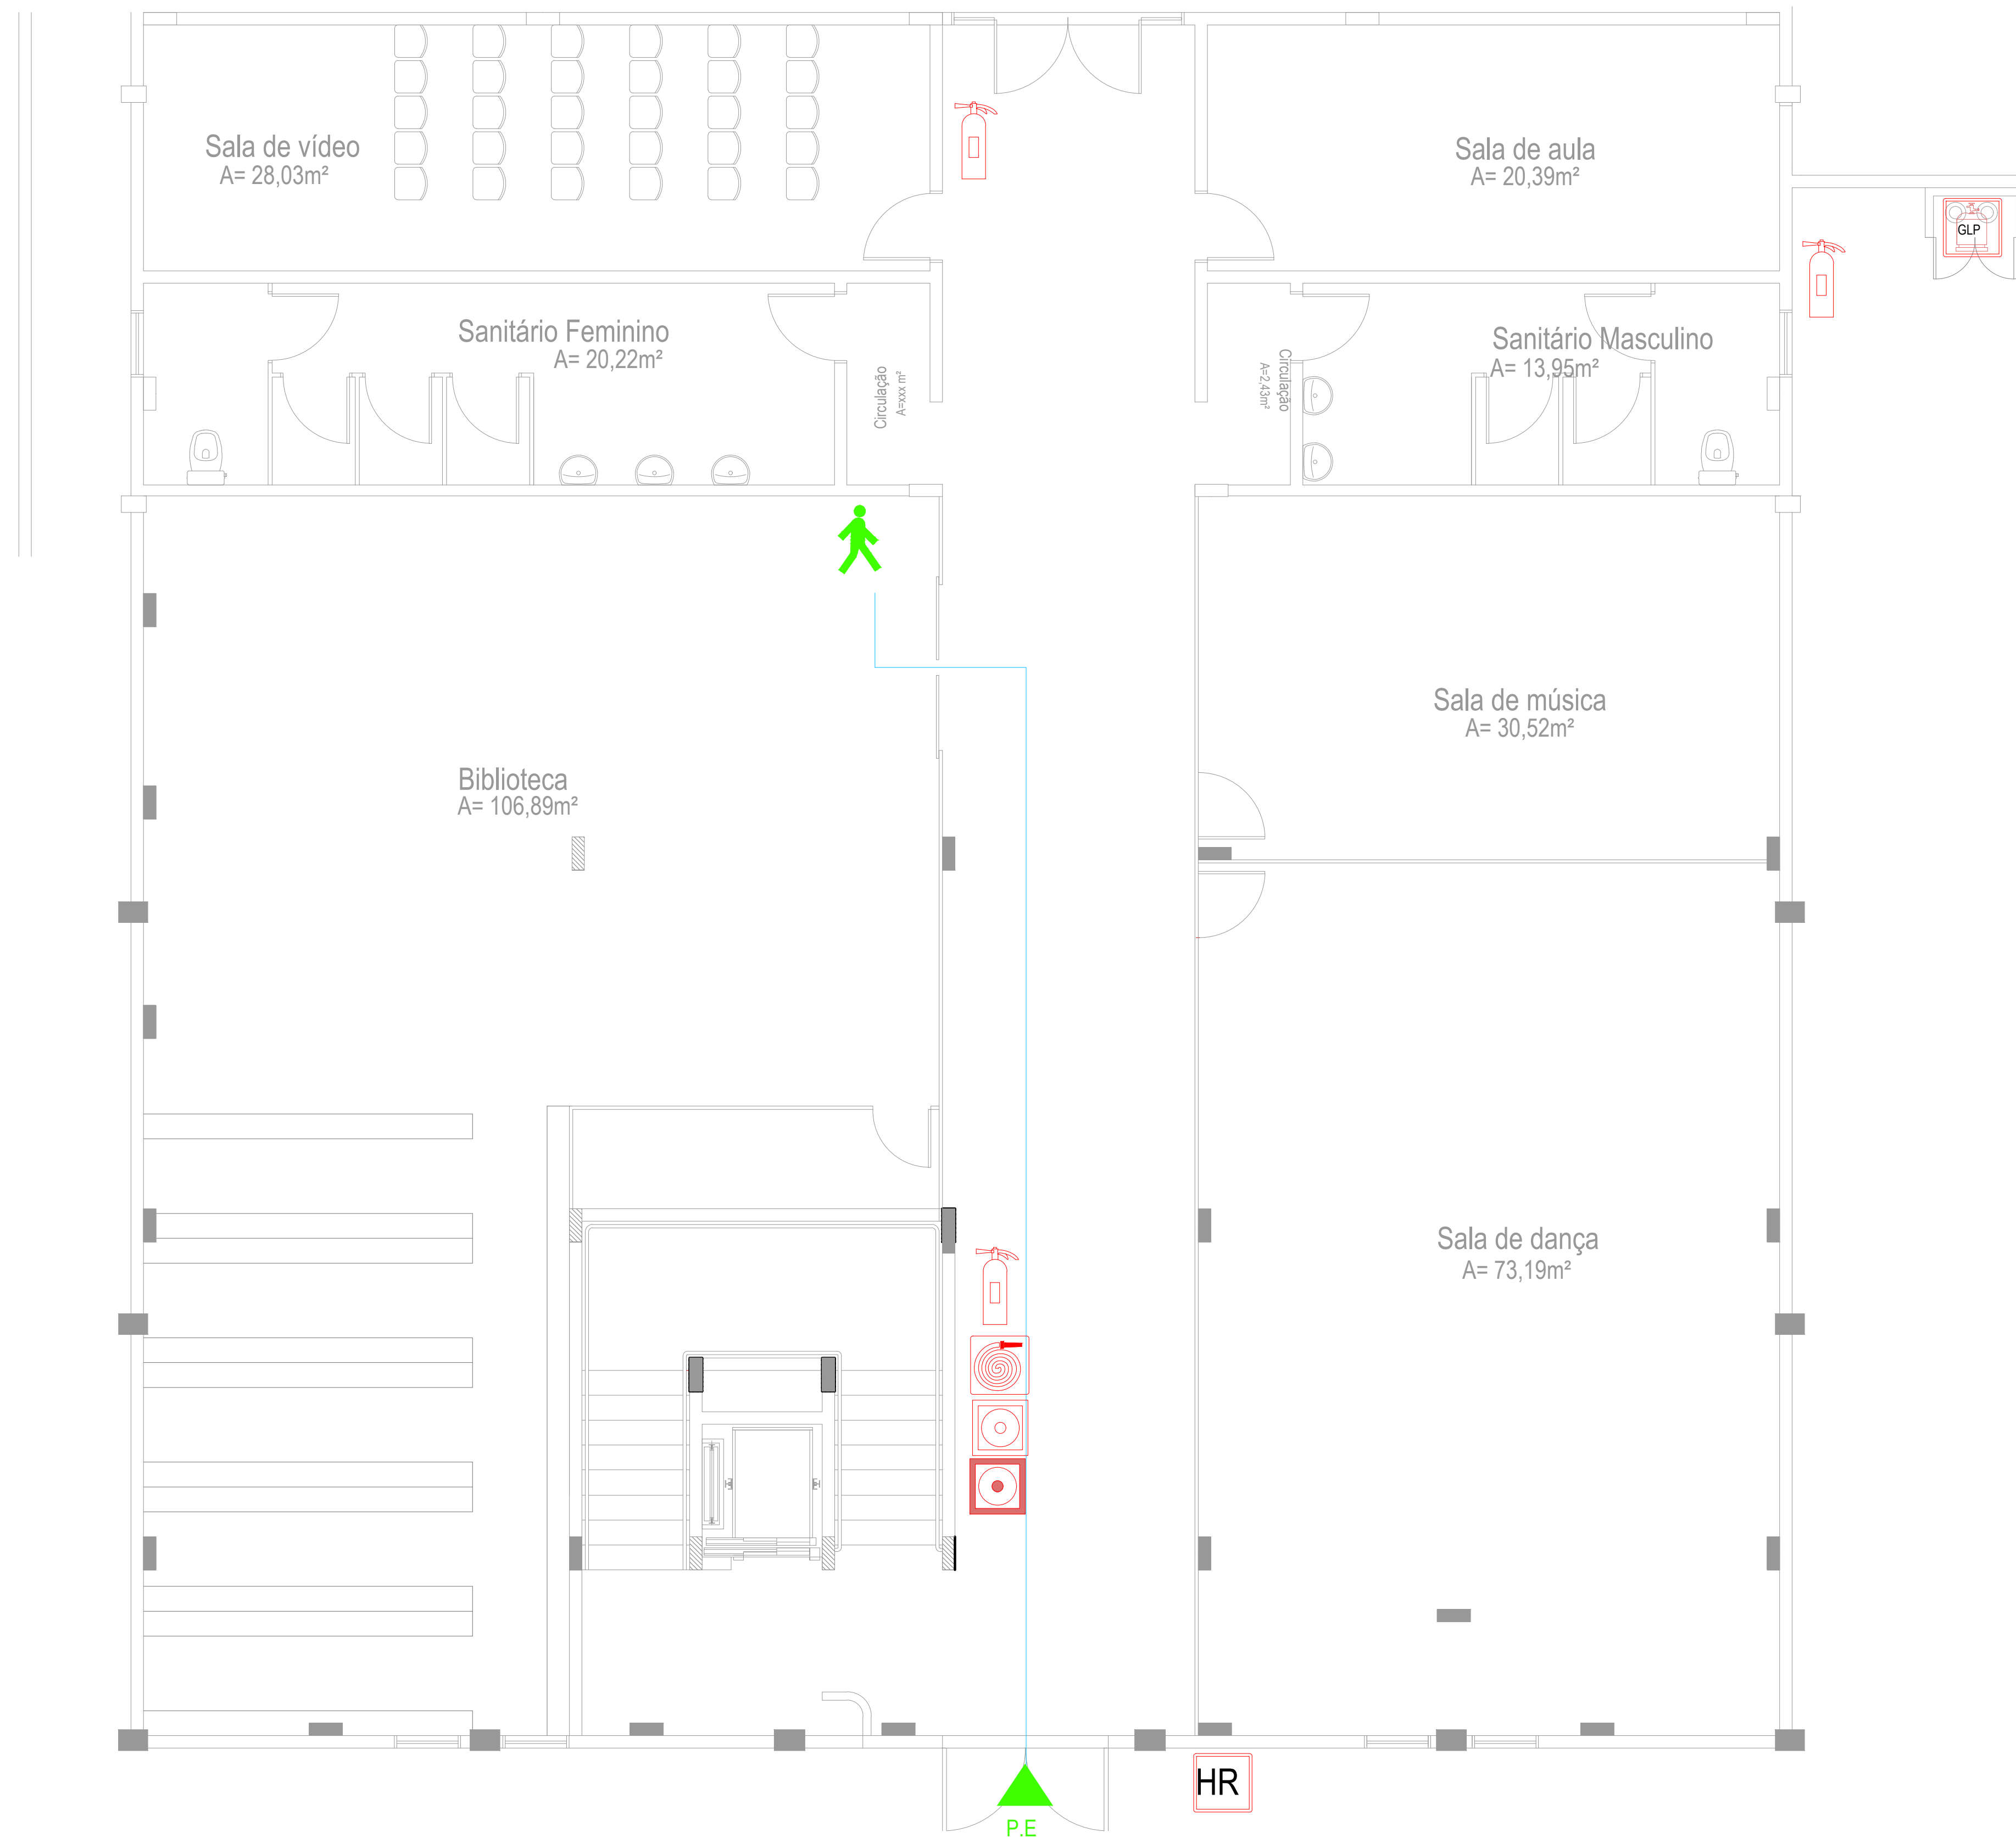 Sala de vídeo
A= 28,03m²
Sala de aula
A= 20,39m²
GLP
Sanitário Feminino
A= 20,22m²
Circulação
A=xxx m²
Circulação
A=2,43m²
Sanitário Masculino
A= 13,95m²
Sala de música
A= 30,52m²
Biblioteca
A= 106,89m²
Sala de dança
A= 73,19m²
HR
P.E